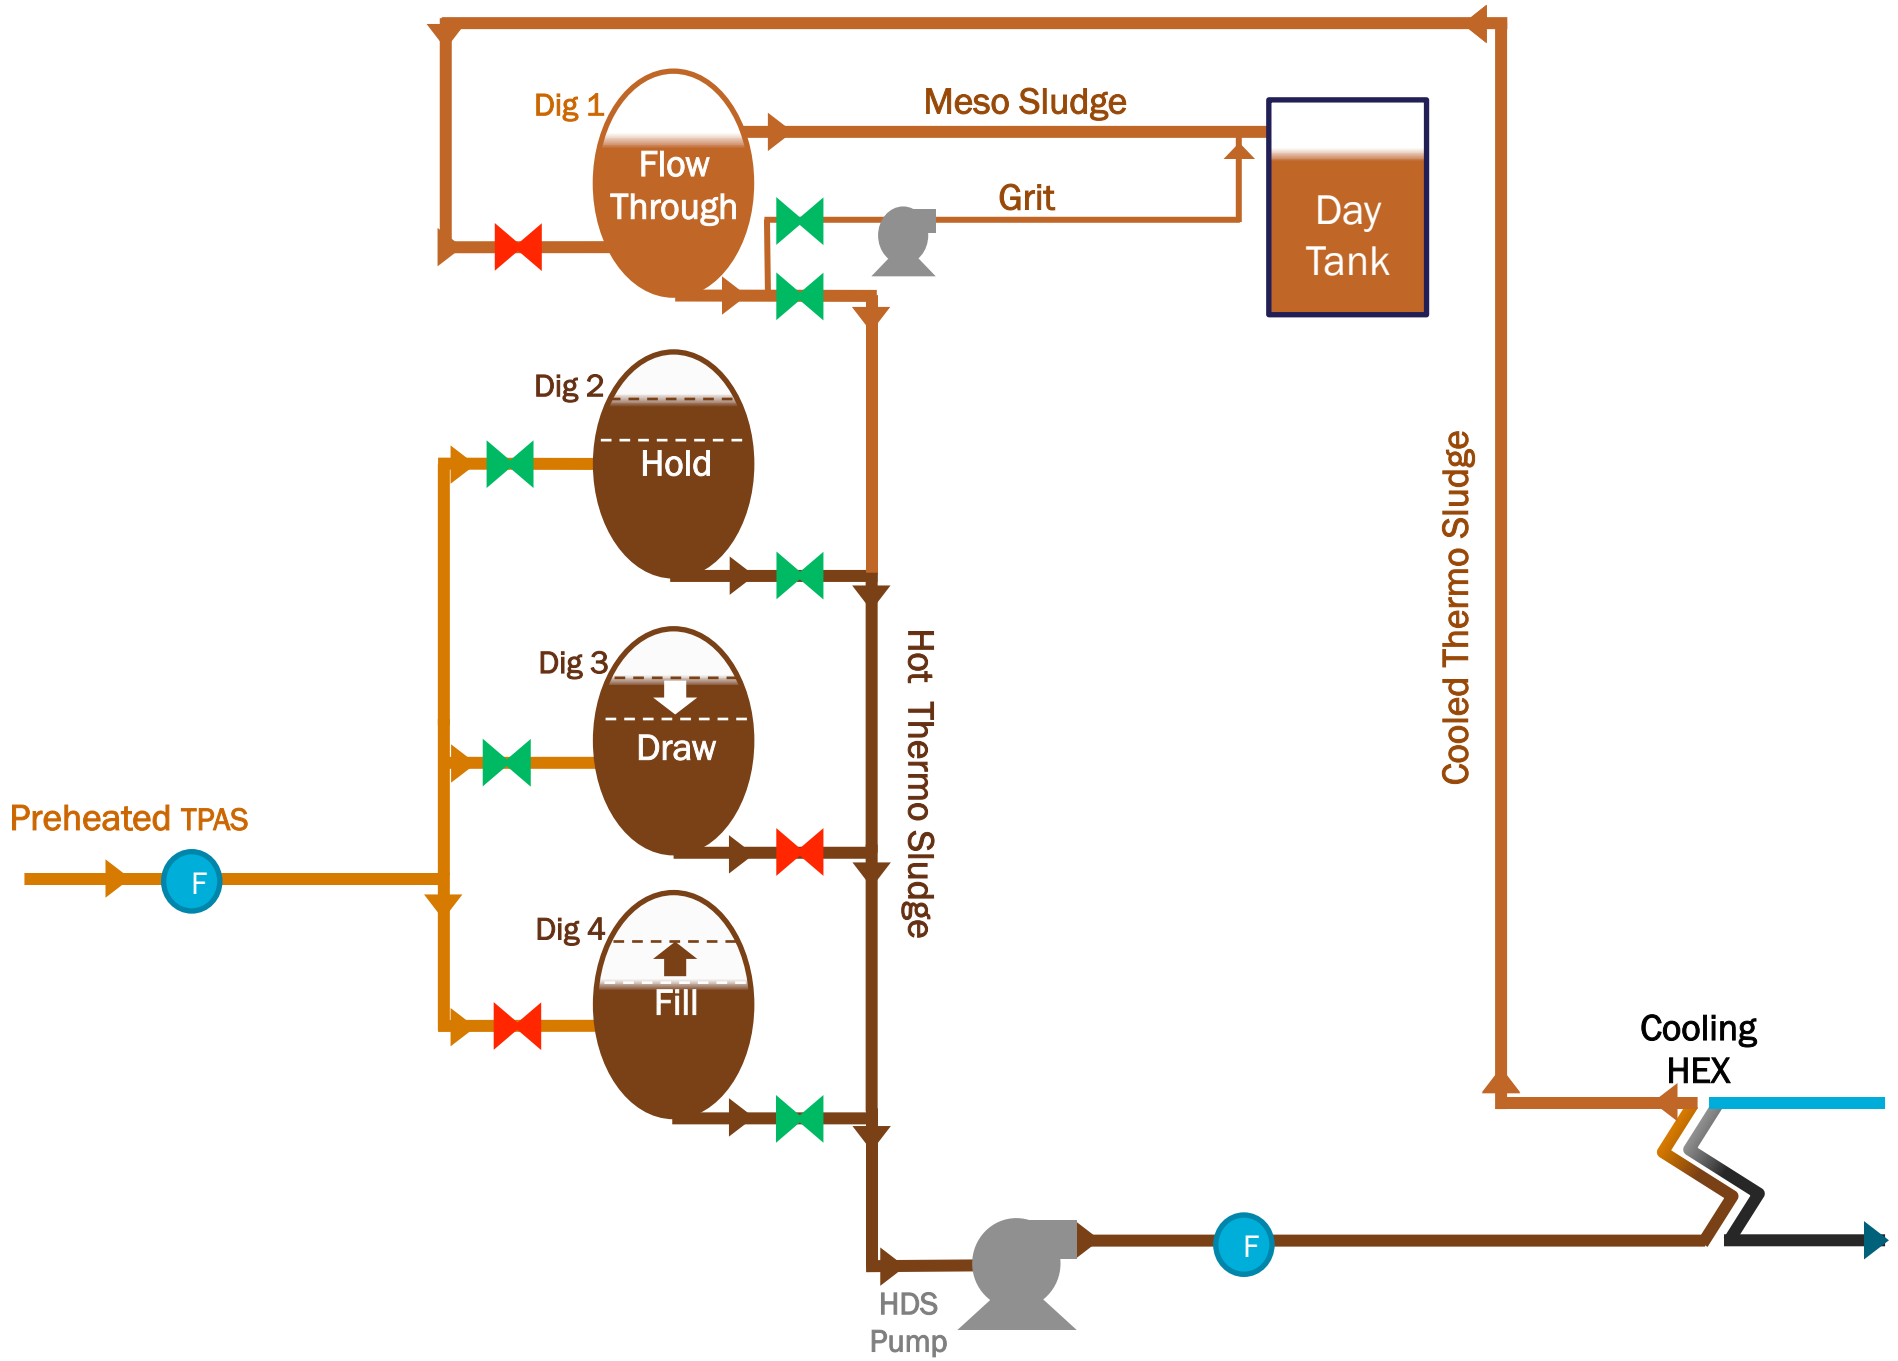 Dig 1
Meso Sludge
Flow
Through
Grit
Day
Tank
Dig 2
Hold
Cooled Thermo Sludge
Hot Thermo Sludge
Dig 3
Draw
Preheated TPAS
F
Dig 4
Fill
Cooling
HEX
F
HDS
Pump